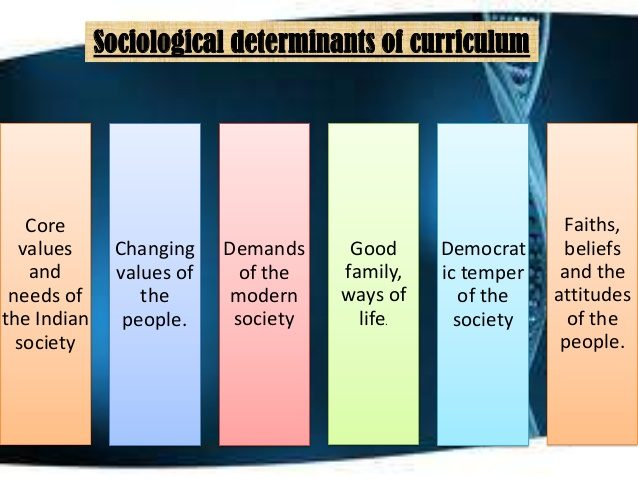 Sociological determinants of curriculum
Core
values
and
needs of
the Indian
society
Changing
values of
the
people.
Demands
of the
modern
society
Good
family,
ways of
life.
Democrat
ic temper
of the
society
Faiths,
beliefs
and the
attitudes
of the
people.